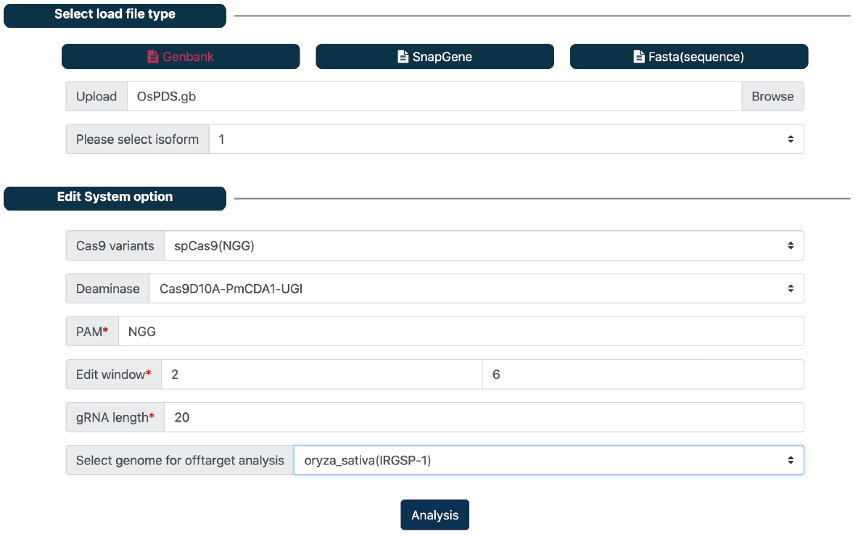 Select load file type
Genbank SnapGene Fasta(sequence)
Upload OsPDS.gb Browse
Please select isoform 1
Edit System option
Cas9 variants spCas9(NGG)
Deaminase Cas9D10A-PmCDA1-UGI
PAM* NGG
Edit window* 2 6
gRNA length* 20
Select genome for offtarget analysis oryza_sativa(IRGSP-1)
Analysis